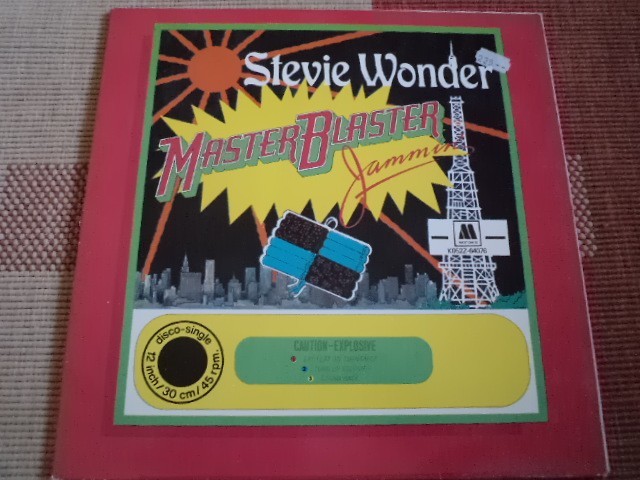 Stevie Wonder
MASTER BLASTER
Jammin
M
disco-single
12 inch/30 cm/45 rpm.
CAUTION-EXPLOSIVE